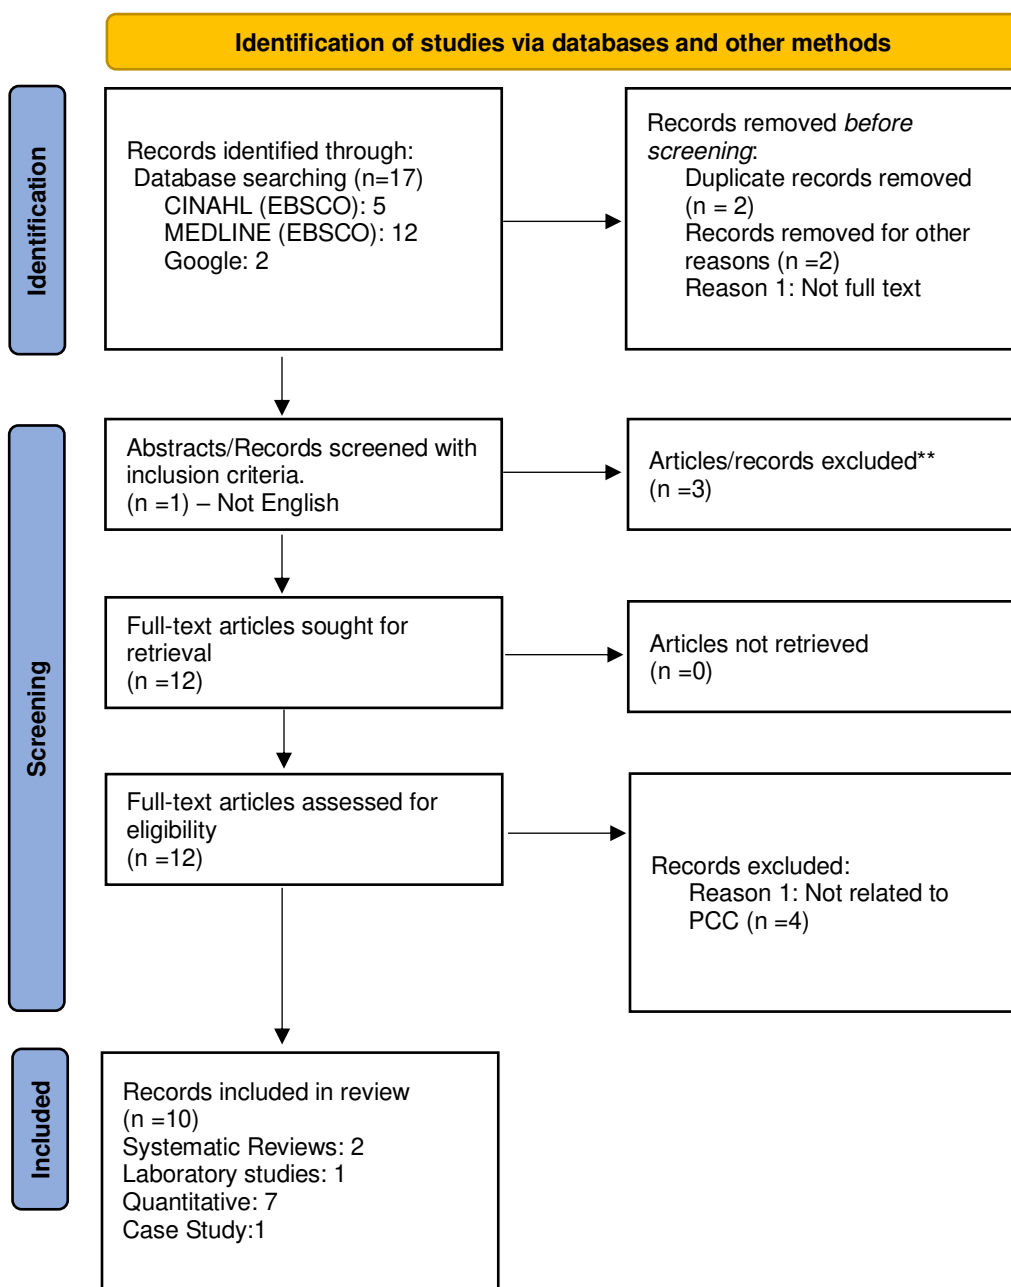 Identification of studies via databases and other methods
Identification
Records identified through:
Database searching (n=17)
CINAHL (EBSCO): 5
MEDLINE (EBSCO): 12
Google: 2
Records removed before
screening:
Duplicate records removed
(n = 2)
Records removed for other
reasons (n =2)
Reason 1: Not full text
Screening
Abstracts/Records screened with
inclusion criteria.
(n =1) – Not English
Articles/records excluded**
(n =3)
Full-text articles sought for
retrieval
(n =12)
Articles not retrieved
(n =0)
Full-text articles assessed for
eligibility
(n =12)
Records excluded:
Reason 1: Not related to
PCC (n =4)
Included
Records included in review
(n =10)
Systematic Reviews: 2
Laboratory studies: 1
Quantitative: 7
Case Study:1